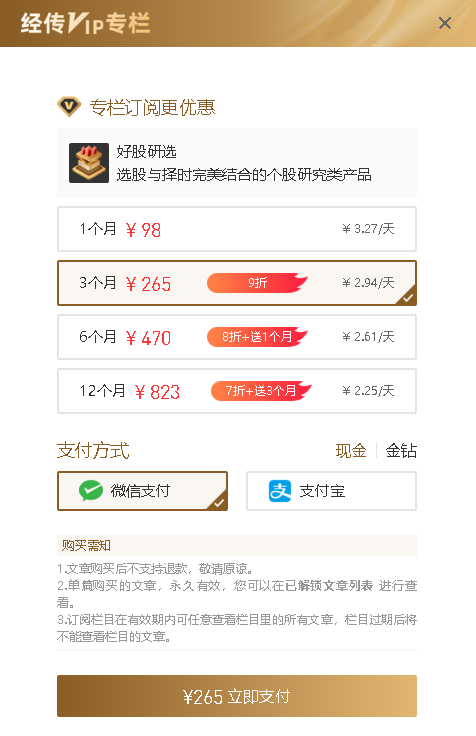 经传Vip专栏
专栏订阅更优惠
好股研选
选股与择时完美结合的个股研究类产品
1个月 ¥ 98 ¥ 3.27/天
3个月 ¥ 265 9折 ¥ 2.94/天
6个月 ¥ 470 8折+送1个月 ¥ 2.61/天
12个月 ¥ 823 7折+送3个月 ¥ 2.25/天
支付方式 现金 金钻
微信支付 支付宝
购买需知
1.文章购买后不支持退款，敬请原谅。
2.单篇购买的文章，永久有效，您可以在已解锁文章列表 进行查
看。
3.订阅栏目在有效期内可任意查看栏目里的所有文章，栏目过期后将
不能查看栏目的文章。
¥265 立即支付